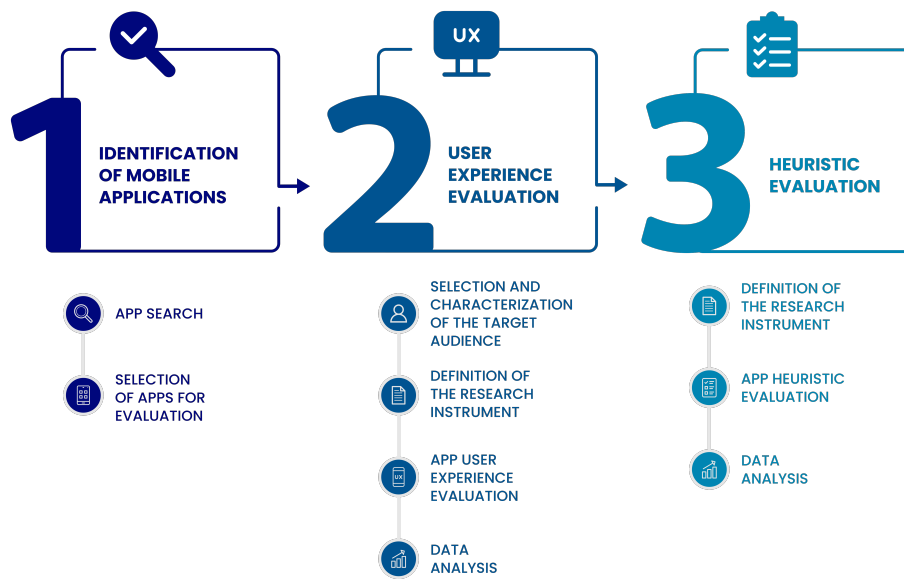 1
IDENTIFICATION
OF MOBILE
APPLICATIONS
APP SEARCH
SELECTION
OF APPS FOR
EVALUATION
UX
2
USER
EXPERIENCE
EVALUATION
SELECTION AND
CHARACTERIZATION
OF THE TARGET
AUDIENCE
DEFINITION OF
THE RESEARCH
INSTRUMENT
UX
APP USER
EXPERIENCE
EVALUATION
DATA
ANALYSIS
3
HEURISTIC
EVALUATION
DEFINITION OF
THE RESEARCH
INSTRUMENT
APP HEURISTIC
EVALUATION
DATA
ANALYSIS